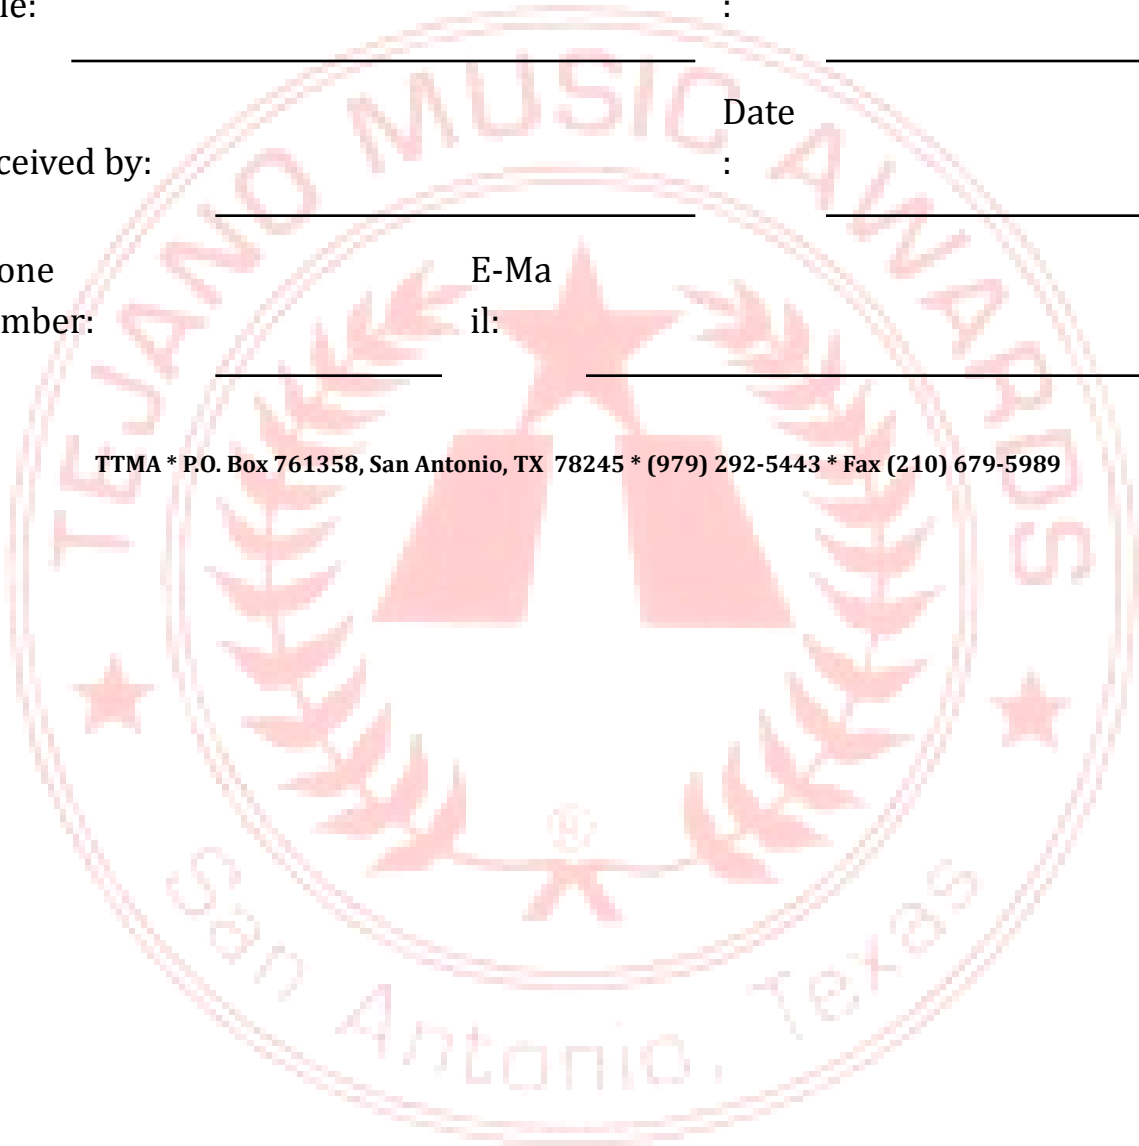 le:
:
Date
ceived by:
:
one
E-Ma
mber:
il:
TTMA * P.O. Box 761358, San Antonio, TX 78245 * (979) 292-5443 * Fax (210) 679-5989
TEJANO MUSIC AWARDS
San Antonio, Texas